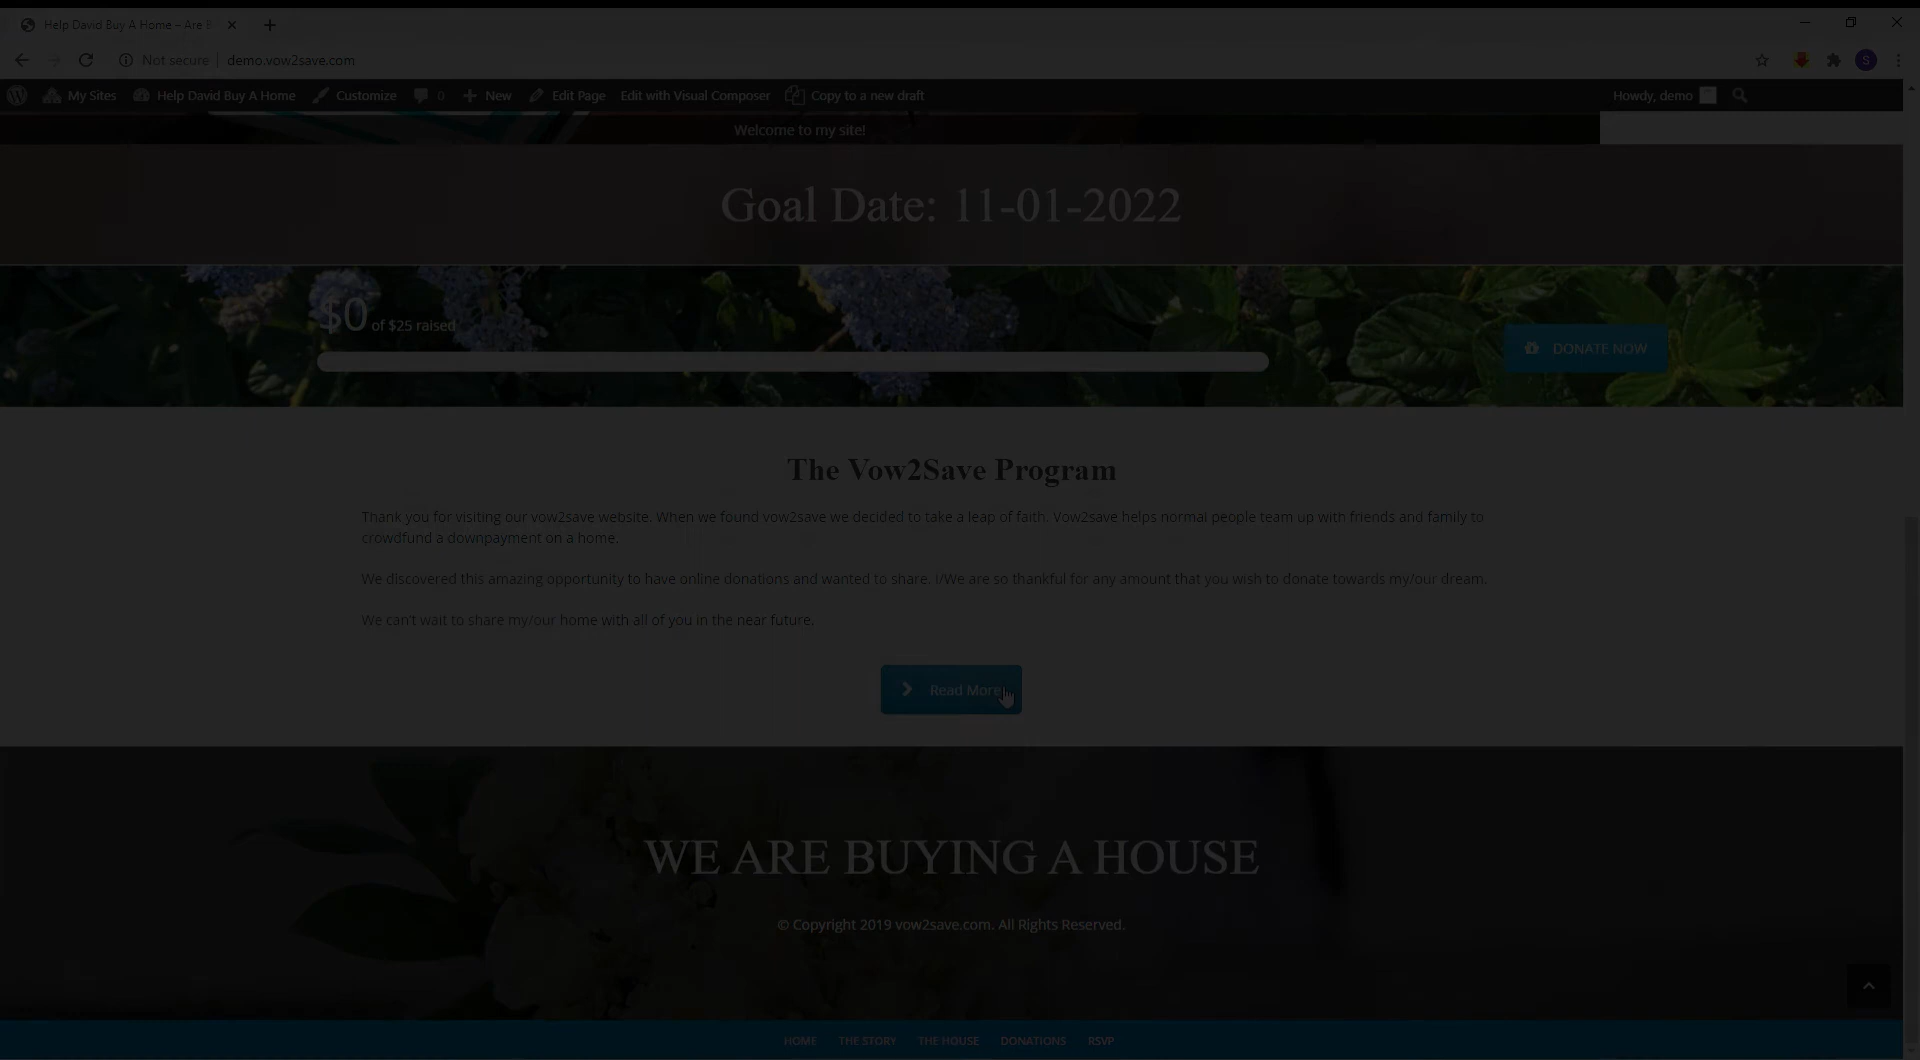 Help David Buy A Home – Are B
Not secure | demo.vow2save.com
S
My Sites Help David Buy A Home Customize 0 New Edit Page Edit with Visual Composer Copy to a new draft Howdy, demo
Welcome to my site!
Goal Date: 11-01-2022
$0 of $25 raised
DONATE NOW
The Vow2Save Program
Thank you for visiting our vow2save website. When we found vow2save we decided to take a leap of faith. Vow2save helps normal people team up with friends and family to
crowdfund a downpayment on a home.
We discovered this amazing opportunity to have online donations and wanted to share. I/We are so thankful for any amount that you wish to donate towards my/our dream.
We can't wait to share my/our home with all of you in the near future.
Read More
WE ARE BUYING A HOUSE
© Copyright 2019 vow2save.com. All Rights Reserved.
HOME THE STORY THE HOUSE DONATIONS RSVP